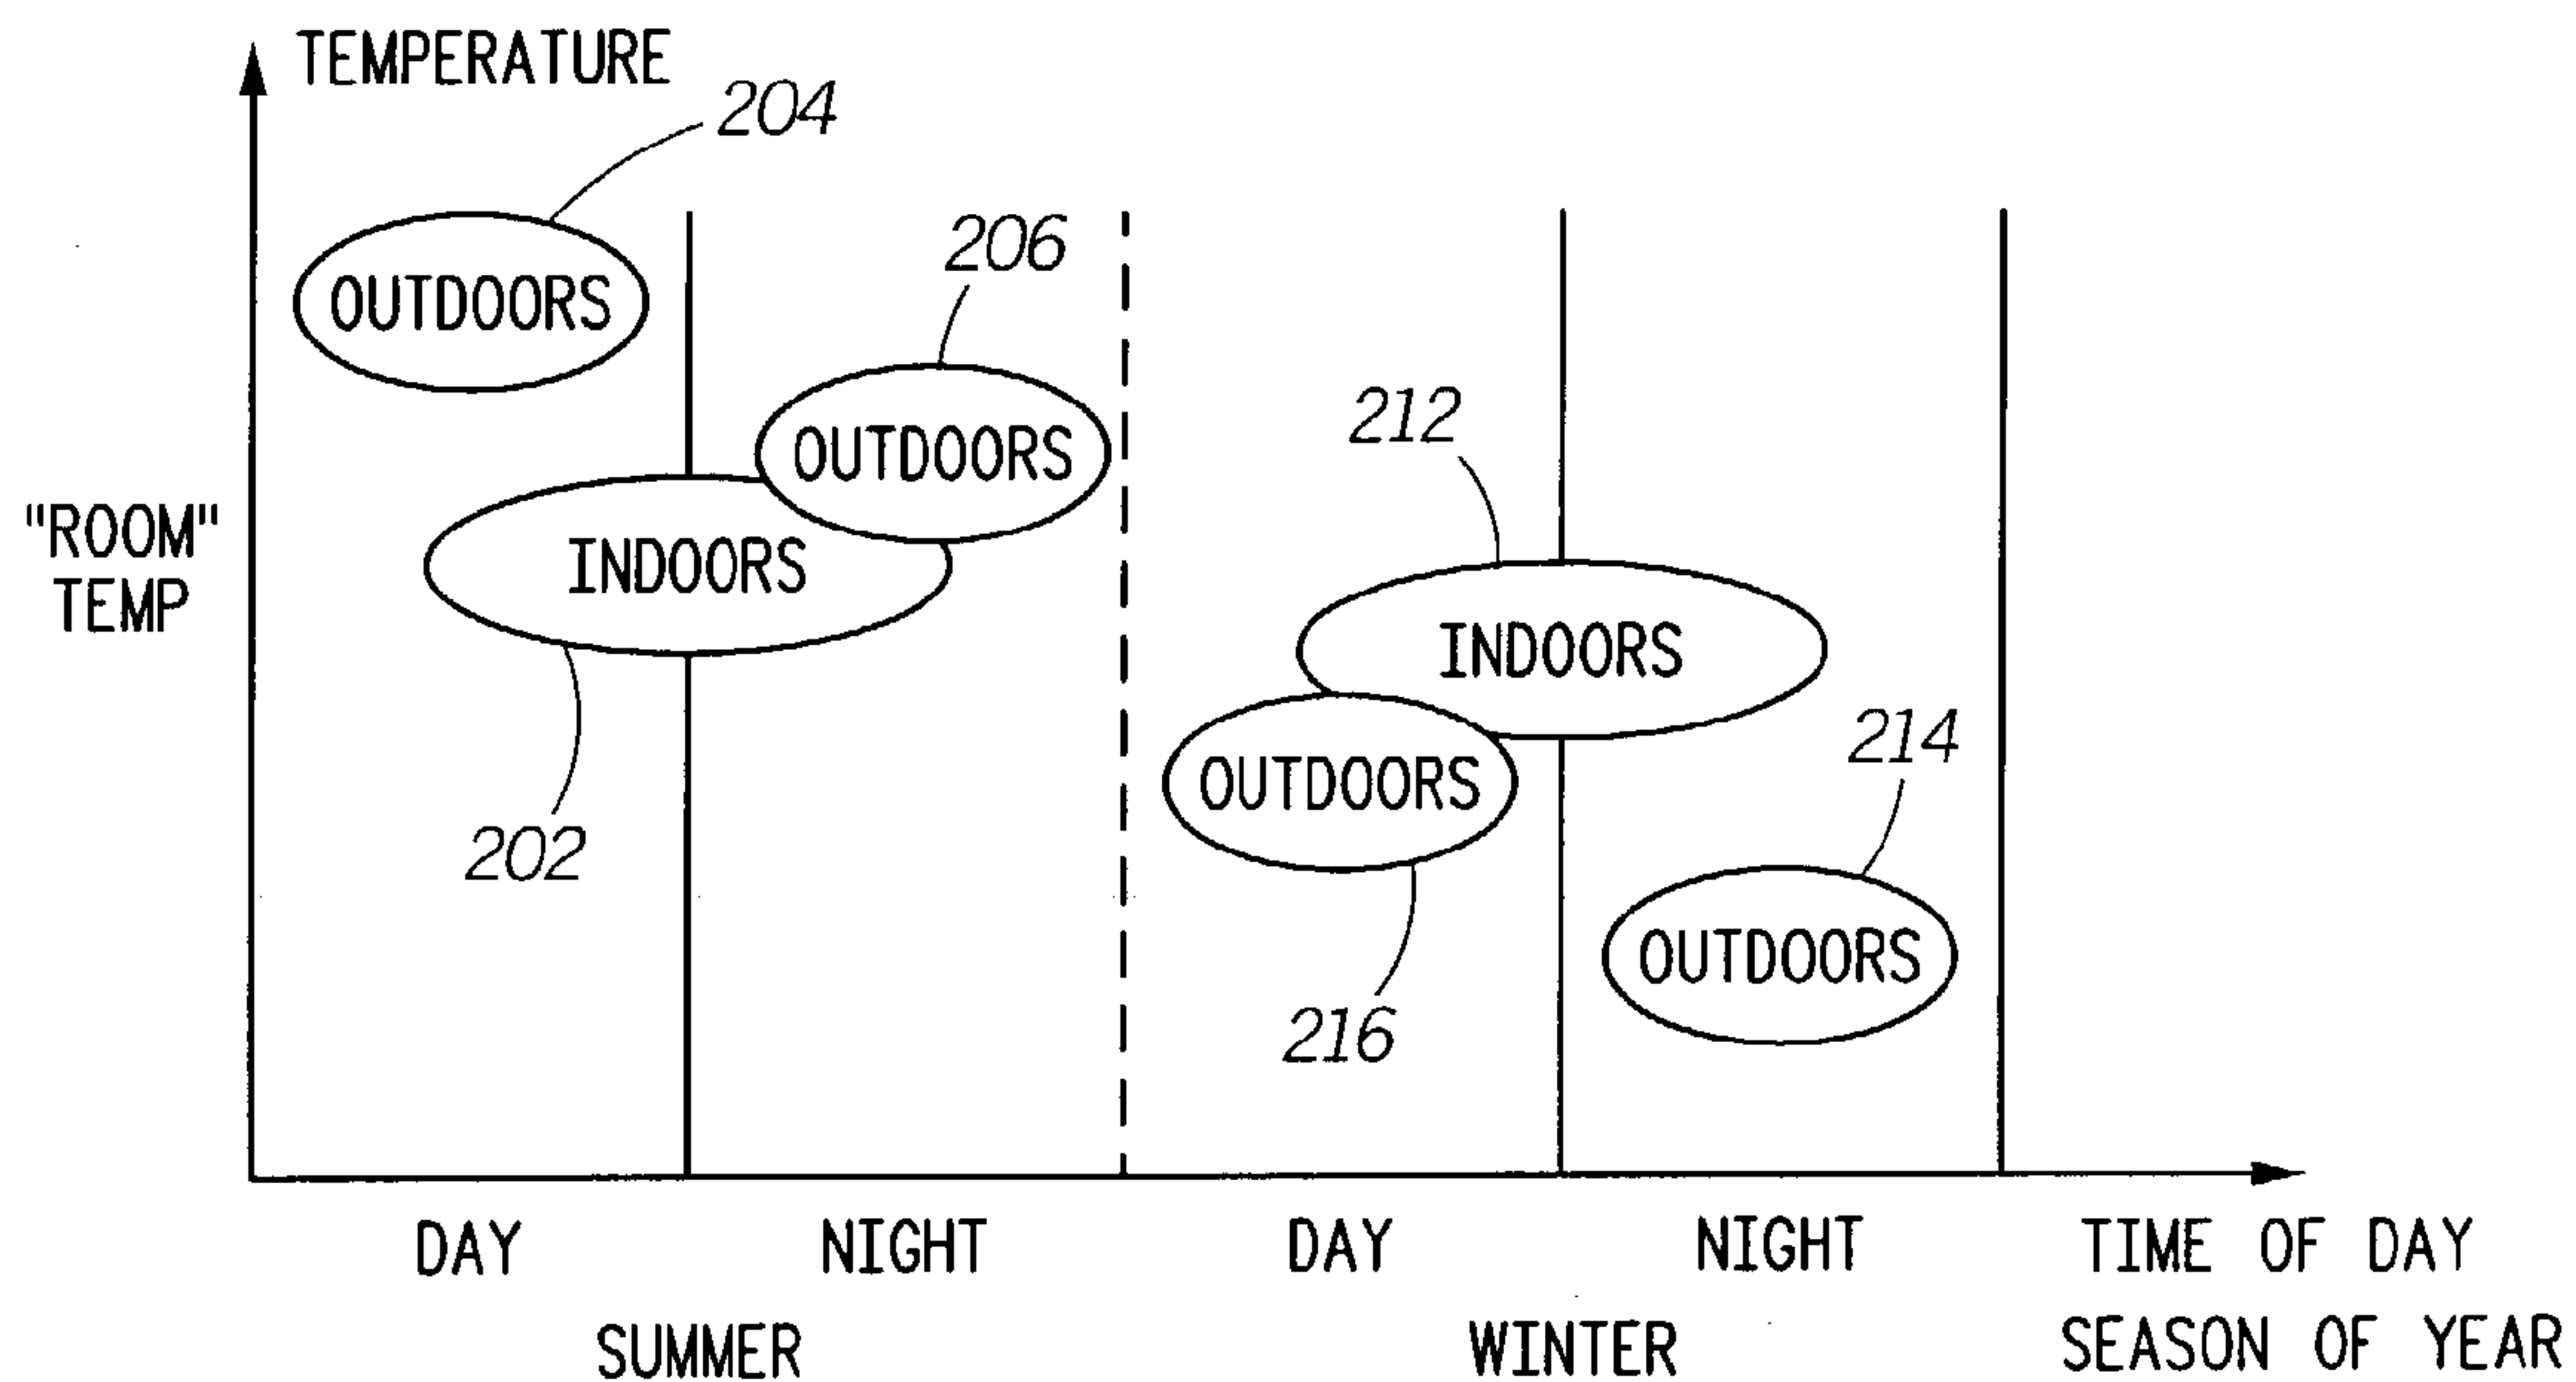 TEMPERATURE
204
206
OUTDOORS
212
OUTDOORS
"ROOM"
TEMP
INDOORS
INDOORS
214
202
OUTDOORS
216
OUTDOORS
DAY NIGHT DAY NIGHT TIME OF DAY
SUMMER WINTER SEASON OF YEAR